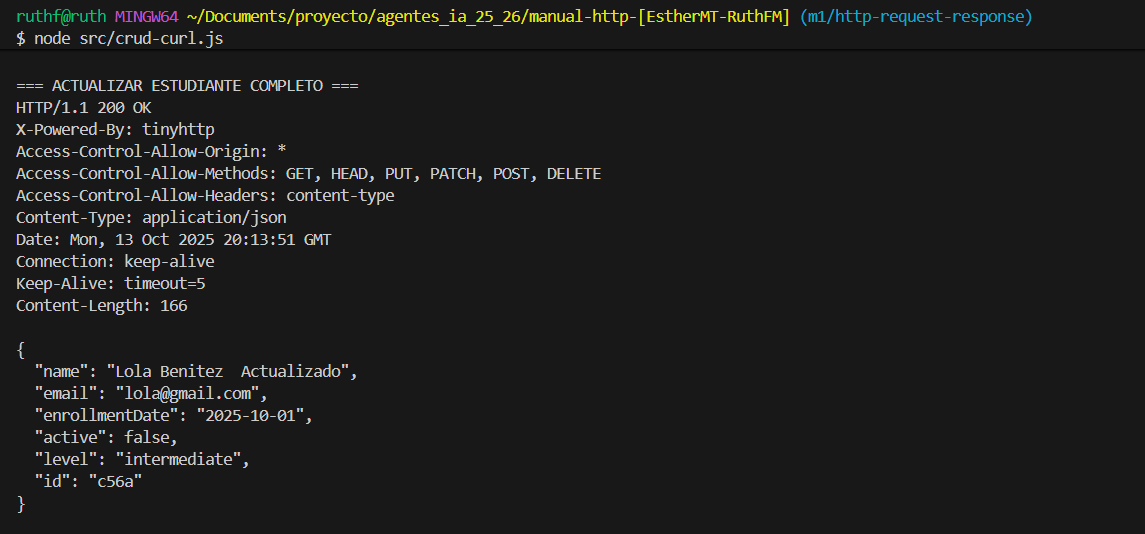 ruthf@ruth MINGW64 ~/Documents/proyecto/agentes_ia_25_26/manual-http-[EstherMT-RuthFM] (m1/http-request-response)
$ node src/crud-curl.js
=== ACTUALIZAR ESTUDIANTE COMPLETO ===
HTTP/1.1 200 OK
X-Powered-By: tinyhttp
Access-Control-Allow-Origin: *
Access-Control-Allow-Methods: GET, HEAD, PUT, PATCH, POST, DELETE
Access-Control-Allow-Headers: content-type
Content-Type: application/json
Date: Mon, 13 Oct 2025 20:13:51 GMT
Connection: keep-alive
Keep-Alive: timeout=5
Content-Length: 166
{
  "name": "Lola Benitez  Actualizado",
  "email": "lola@gmail.com",
  "enrollmentDate": "2025-10-01",
  "active": false,
  "level": "intermediate",
  "id": "c56a"
}